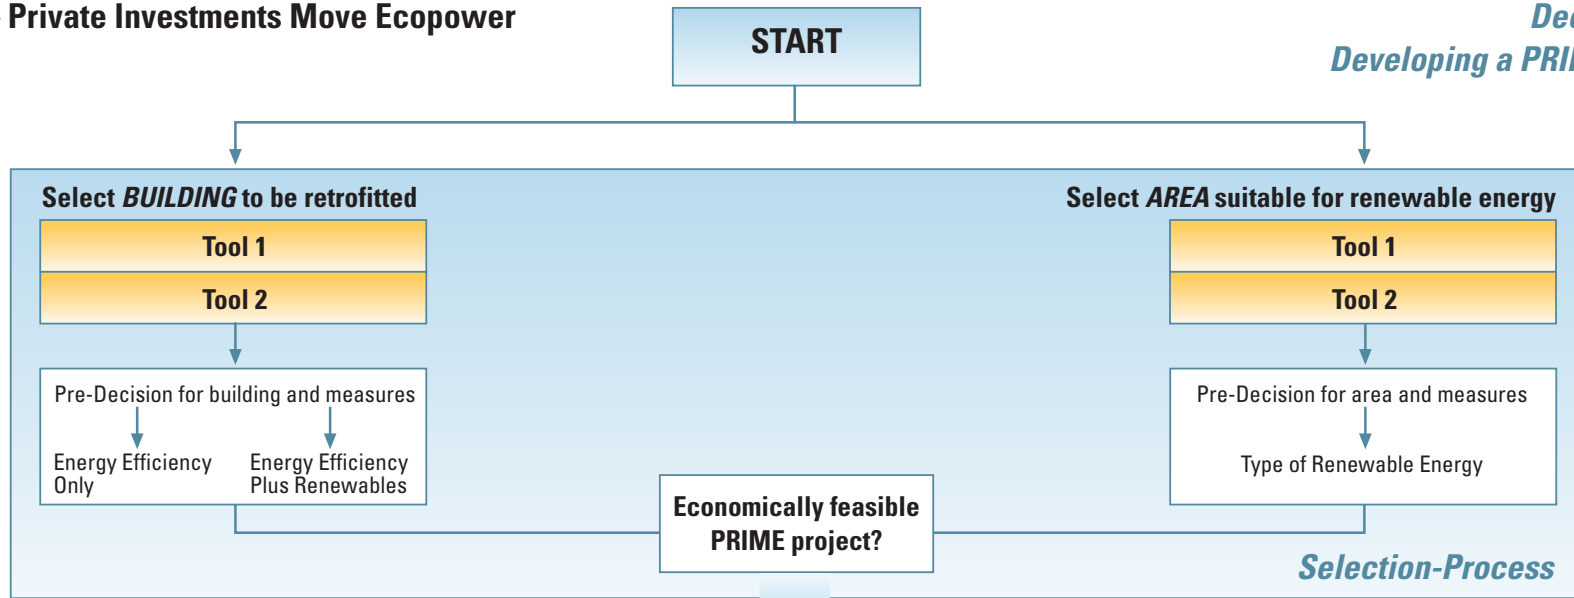 Private Investments Move Ecopower
START
Developing a
Select BUILDING to be retrofitted
Tool 1
Tool 2
Pre-Decision for building and measures
Energy Efficiency
Only
Energy Efficiency
Plus Renewables
Select AREA suitable for renewable energy
Tool 1
Tool 2
Pre-Decision for area and measures
Type of Renewable Energy
Economically feasible
PRIME project?
Selection-Process